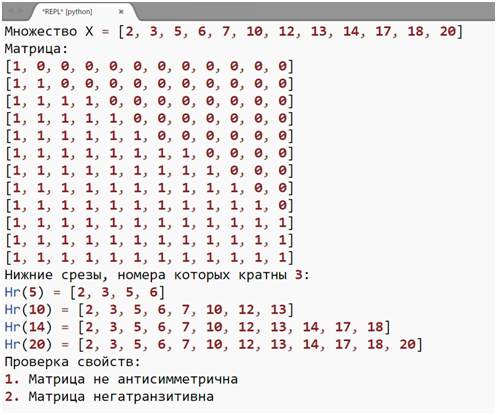 *REPL* [python]
Множество X = [2, 3, 5, 6, 7, 10, 12, 13, 14, 17, 18, 20]
Матрица:
[1, 0, 0, 0, 0, 0, 0, 0, 0, 0, 0, 0]
[1, 1, 0, 0, 0, 0, 0, 0, 0, 0, 0, 0]
[1, 1, 1, 1, 0, 0, 0, 0, 0, 0, 0, 0]
[1, 1, 1, 1, 1, 0, 0, 0, 0, 0, 0, 0]
[1, 1, 1, 1, 1, 1, 0, 0, 0, 0, 0, 0]
[1, 1, 1, 1, 1, 1, 1, 1, 0, 0, 0, 0]
[1, 1, 1, 1, 1, 1, 1, 1, 1, 0, 0, 0]
[1, 1, 1, 1, 1, 1, 1, 1, 1, 1, 0, 0]
[1, 1, 1, 1, 1, 1, 1, 1, 1, 1, 1, 0]
[1, 1, 1, 1, 1, 1, 1, 1, 1, 1, 1, 1]
[1, 1, 1, 1, 1, 1, 1, 1, 1, 1, 1, 1]
[1, 1, 1, 1, 1, 1, 1, 1, 1, 1, 1, 1]
Нижние срезы, номера которых кратны 3:
Hr(5) = [2, 3, 5, 6]
Hr(10) = [2, 3, 5, 6, 7, 10, 12, 13]
Hr(14) = [2, 3, 5, 6, 7, 10, 12, 13, 14, 17, 18]
Hr(20) = [2, 3, 5, 6, 7, 10, 12, 13, 14, 17, 18, 20]
Проверка свойств:
1. Матрица не антисимметрична
2. Матрица негатранзитивна